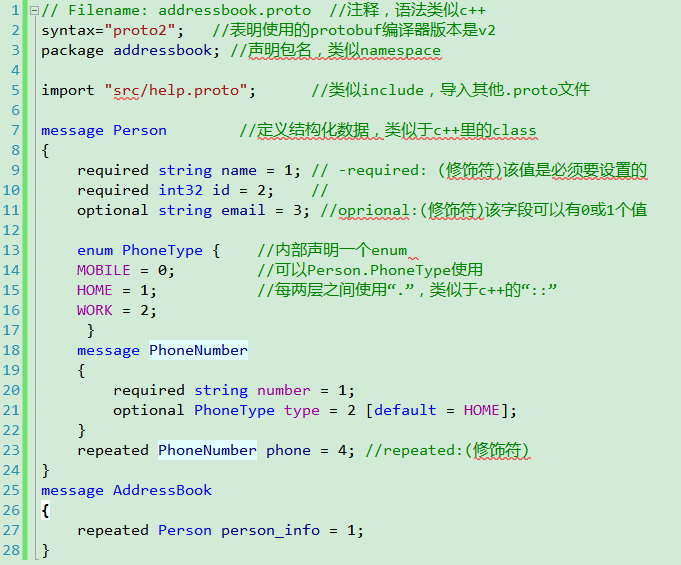 1 // Filename: addressbook.proto //注释，语法类似c++
2 syntax="proto2"; //表明使用的protobuf编译器版本是v2
3 package addressbook; //声明包名，类似namespace
4
5 import "src/help.proto"; //类似include，导入其他.proto文件
6
7 message Person //定义结构化数据，类似于c++里的class
8 {
9 required string name = 1; // -required: (修饰符)该值是必须要设置的
10 required int32 id = 2; //
11 optional string email = 3; //oprional:(修饰符)该字段可以有0或1个值
12
13 enum PhoneType { //内部声明一个enum
14 MOBILE = 0; //可以Person.PhoneType使用
15 HOME = 1; //每两层之间使用“.”，类似于c++的“::”
16 WORK = 2;
17 }
18 message PhoneNumber
19 {
20 required string number = 1;
21 optional PhoneType type = 2 [default = HOME];
22 }
23 repeated PhoneNumber phone = 4; //repeated:(修饰符)
24 }
25 message AddressBook
26 {
27 repeated Person person_info = 1;
28 }